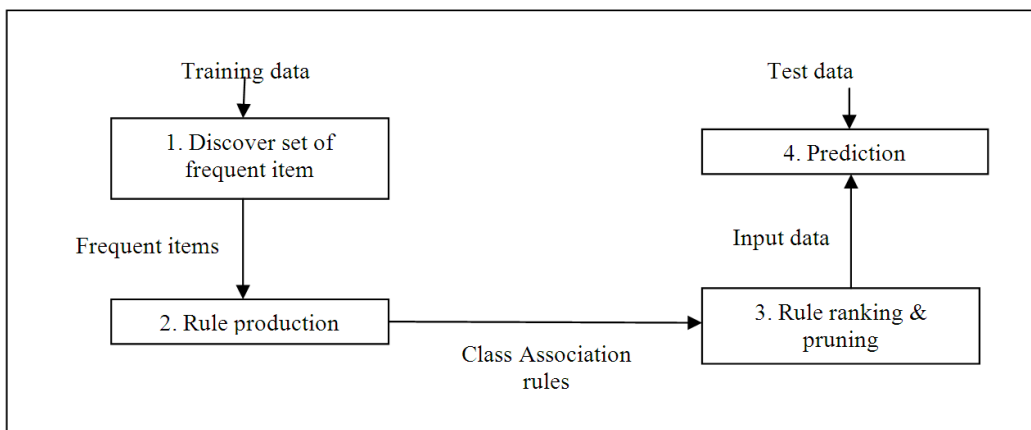 Training data
1. Discover set of
frequent item
Frequent items
2. Rule production
Class Association
rules
3. Rule ranking &
pruning
Input data
4. Prediction
Test data